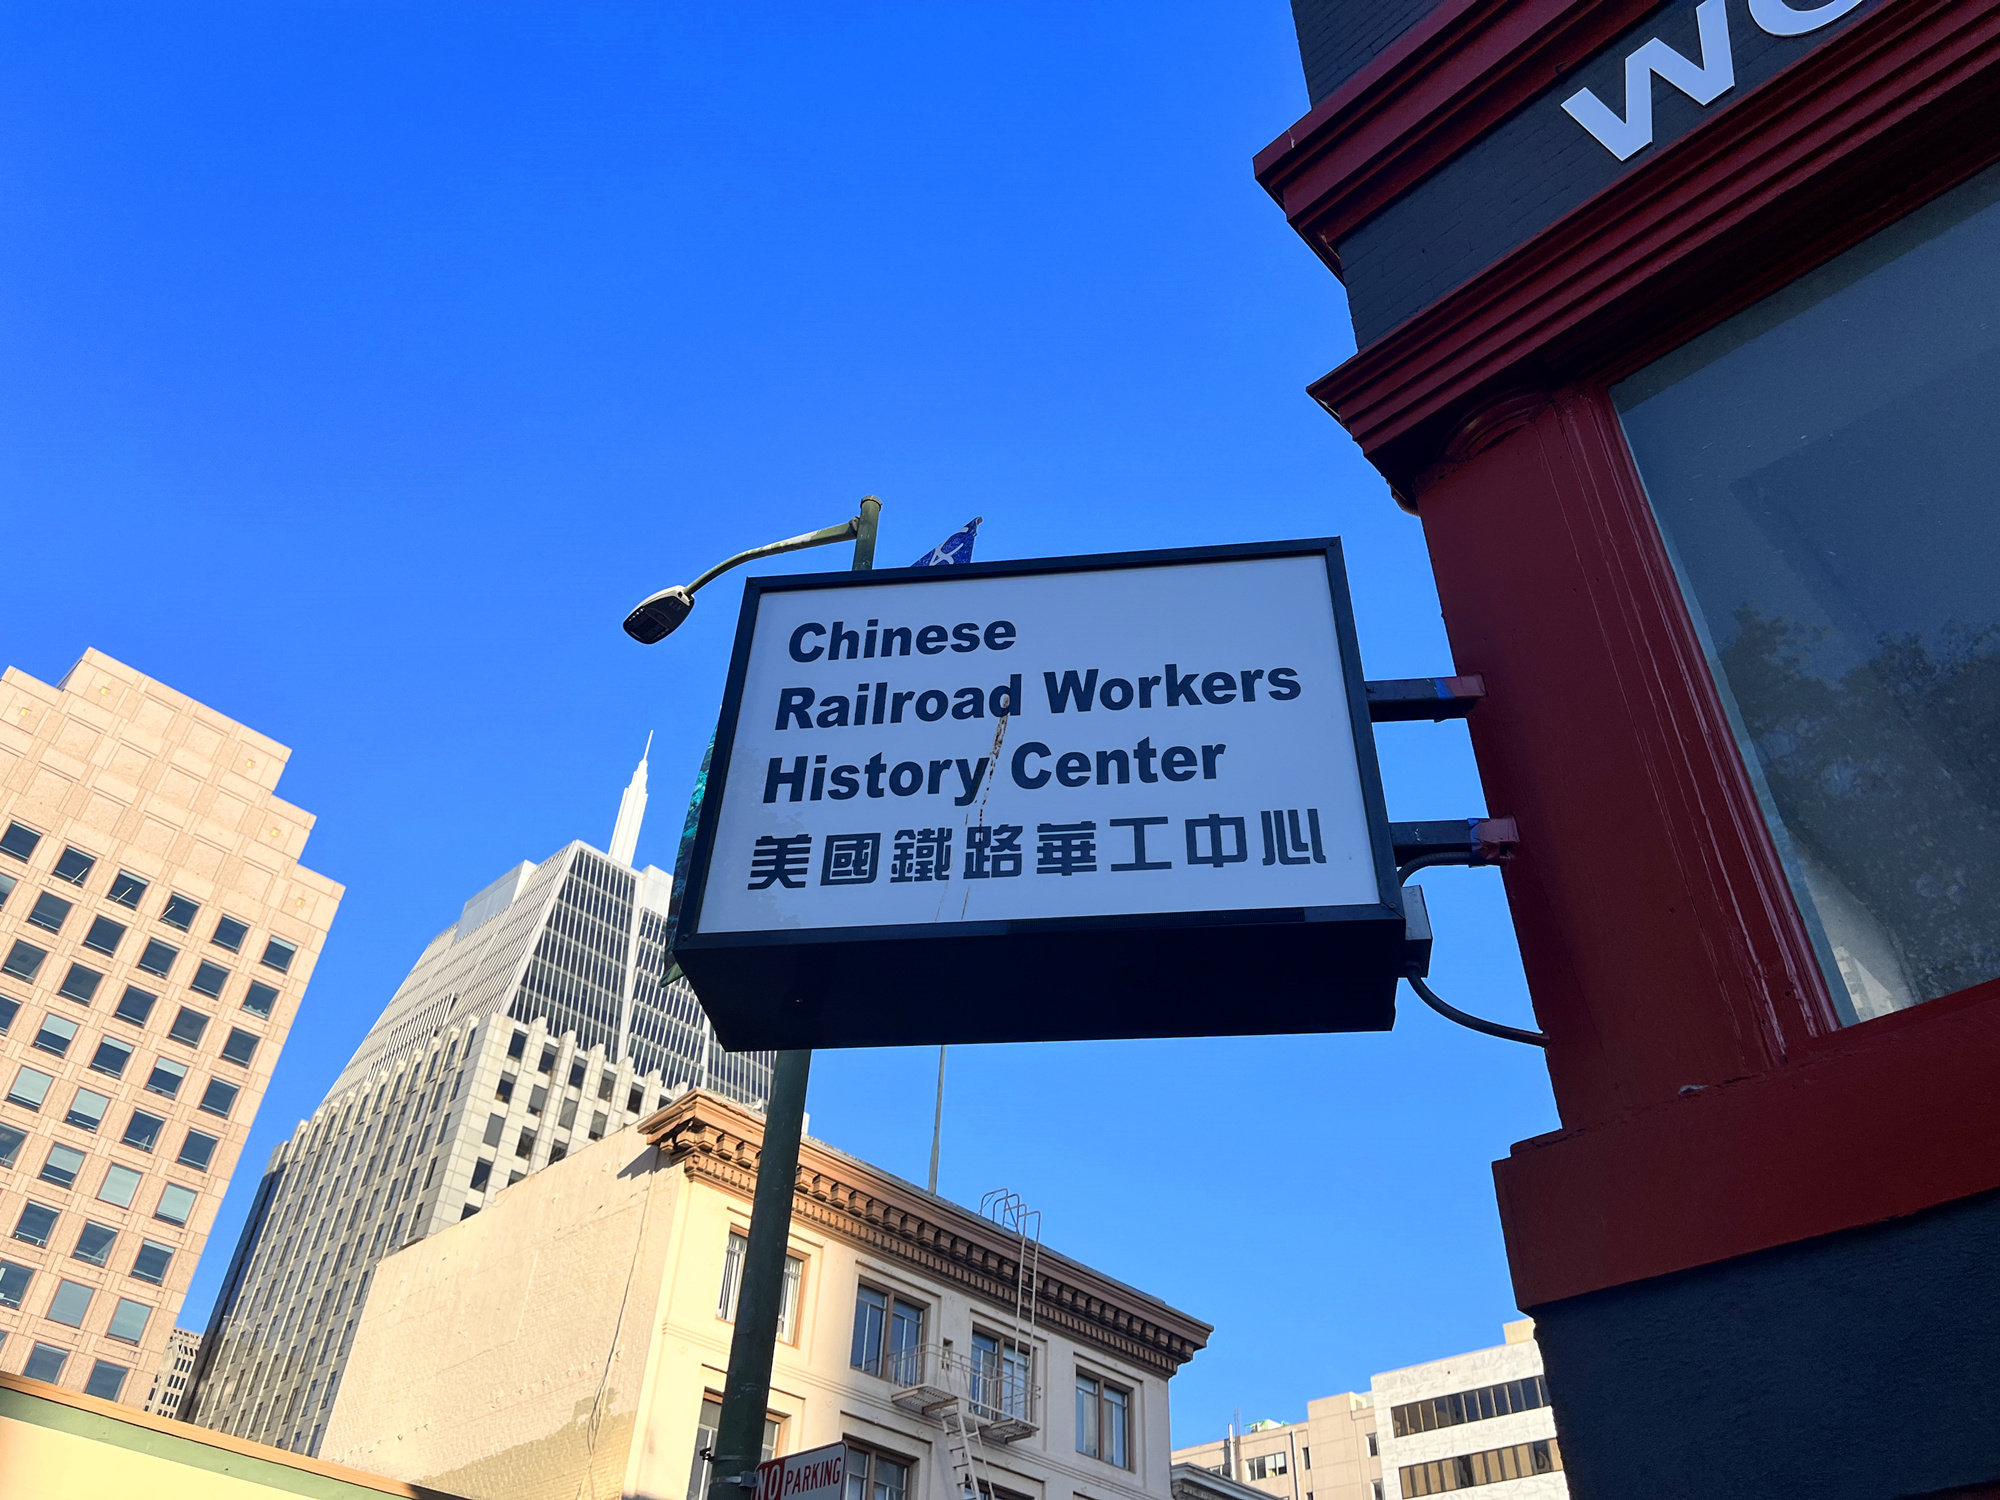 Chinese
Railroad Workers
History Center
美國鐵路華工中心
NO PARKING